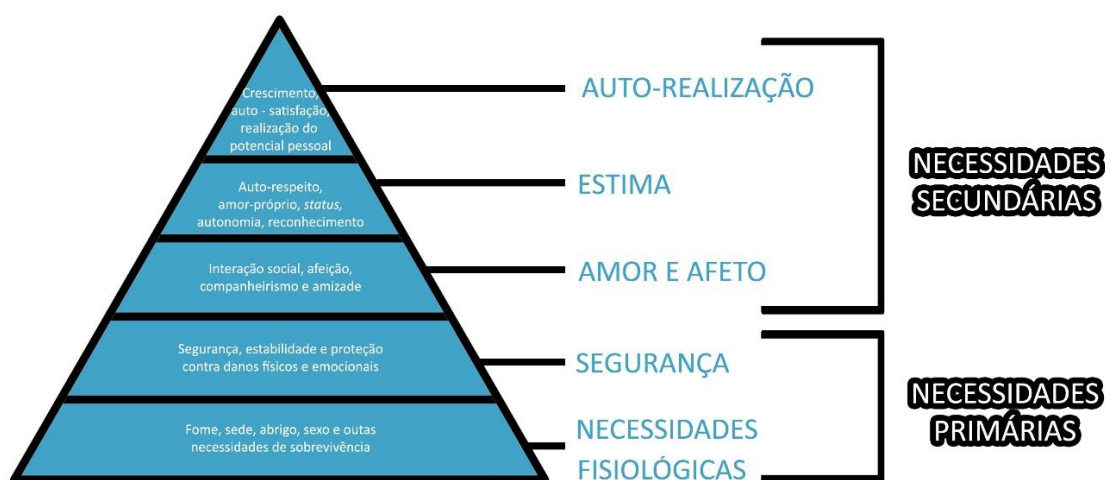 Crescimento,
auto - satisfação,
realização do
potencial pessoal
AUTO-REALIZAÇÃO
Auto-respeito,
amor-próprio, status,
autonomia, reconhecimento
ESTIMA
Interação social, afeição,
companheirismo e amizade
AMOR E AFETO
NECESSIDADES
SECUNDÁRIAS
Segurança, estabilidade e proteção
contra danos físicos e emocionais
SEGURANÇA
Fome, sede, abrigo, sexo e outas
necessidades de sobrevivência
NECESSIDADES
FISIOLÓGICAS
NECESSIDADES
PRIMÁRIAS